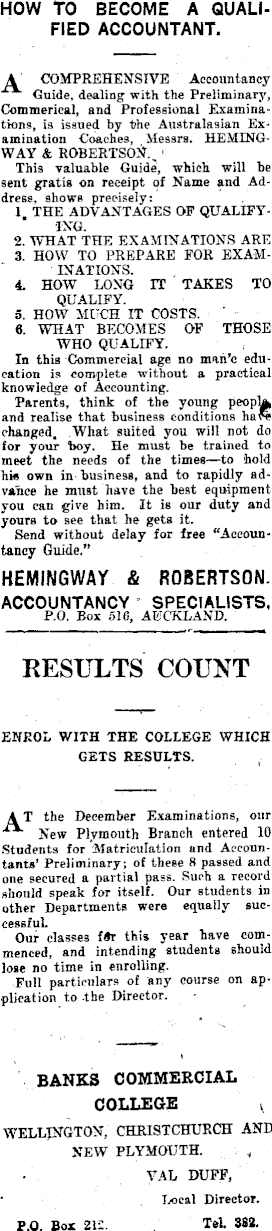 HOW TO BECOME A QUALI-
FIED ACCOUNTANT.
A COMPREHENSIVE Accountancy
Guide, dealing with the Preliminary,
Commerical, and Professional Examina-
tions, is issued by the Australasian Ex-
amination Coaches, Messrs. HEMING-
WAY & ROBERTSON.
This valuable Guide, which will be
sent gratis on receipt of Name and Ad-
dress, shows precisely:
1. THE ADVANTAGES OF QUALIFY-
ING.
2. WHAT THE EXAMINATIONS ARE
3. HOW TO PREPARE FOR EXAM-
INATIONS.
4. HOW LONG IT TAKES TO
QUALIFY.
5. HOW MUCH IT COSTS.
6. WHAT BECOMES OF THOSE
WHO QUALIFY.
In this Commercial age no man'c edu-
cation is complete without a practical
knowledge of Accounting.
Parents, think of the young people
and realise that business conditions have
changed. What suited you will not do
for your boy. He must be trained to
meet the needs of the times—to hold
his own in business, and to rapidly ad-
vance he must have the best equipment
you can give him. It is our duty and
yours to see that he gets it.
Send without delay for free "Accoun-
tancy Guide."
HEMINGWAY & ROBERTSON.
ACCOUNTANCY SPECIALISTS,
P.O. Box 516, AUCKLAND.
RESULTS COUNT
ENROL WITH THE COLLEGE WHICH
GETS RESULTS.
AT the December Examinations, our
New Plymouth Branch entered 10
Students for Matriculation and Accoun-
tants' Preliminary; of these 8 passed and
one secured a partial pass. Such a record
should speak for itself. Our students in
other Departments were equally suc-
cessful.
Our classes for this year have com-
menced, and intending students should
lose no time in enrolling.
Full particulars of any course on ap-
plication to the Director.
BANKS COMMERCIAL
COLLEGE
WELLINGTON, CHRISTCHURCH AND
NEW PLYMOUTH.
VAL DUFF,
Local Director.
P.O. Box 212. Tel. 382.